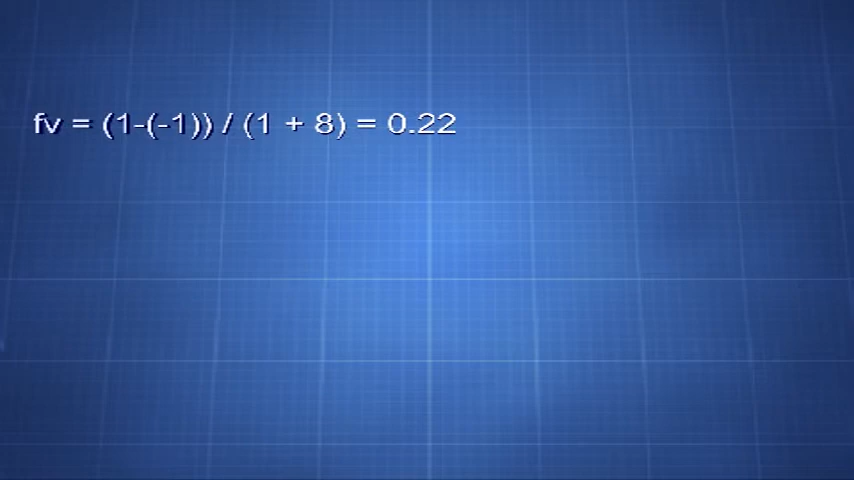 fv = (1-(-1)) / (1 + 8) = 0.22